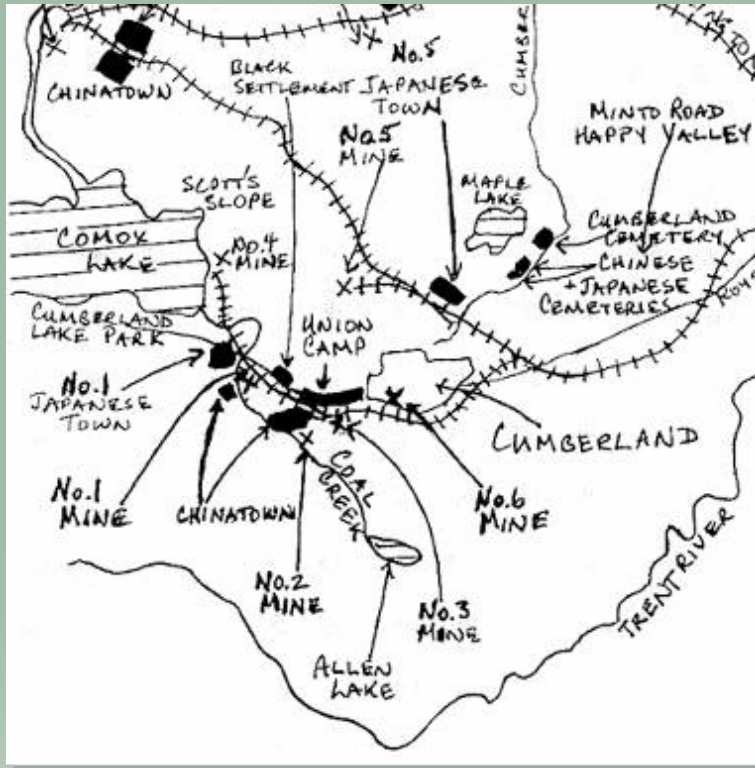 CHINATOWN
BLACK
SETTLEMENT
No.5
JAPANESE
TOWN
No.5
MINE
CUMBER
MINTO ROAD
HAPPY VALLEY
SCOTT'S
SLOPE
No.4
MINE
MAPLE
LAKE
CUMBERLAND
CEMETERY
CHINESE
+ JAPANESE
CEMETERIES
COMOX
LAKE
CUMBERLAND
LAKE PARK
UNION
CAMP
No.1
JAPANESE
TOWN
CUMBERLAND
No.1
MINE
CHINATOWN
COAL
CREEK
No.6
MINE
No.2
MINE
No.3
MINE
ALLEN
LAKE
TRENT RIVER